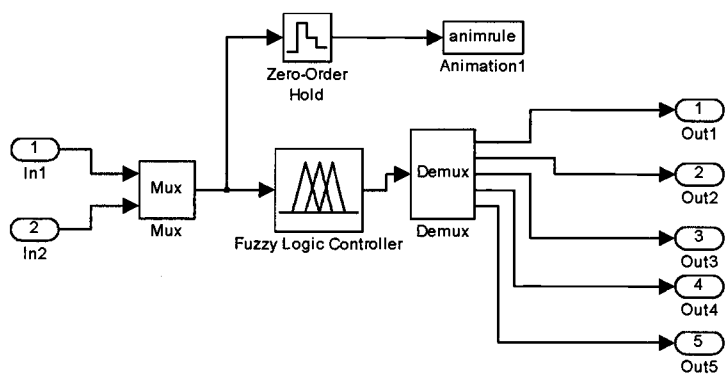 animrule
Animation1
Zero-Order
Hold
1
In1
2
In2
Mux
Mux
Fuzzy Logic Controller
Demux
Demux
1
Out1
2
Out2
3
Out3
4
Out4
5
Out5